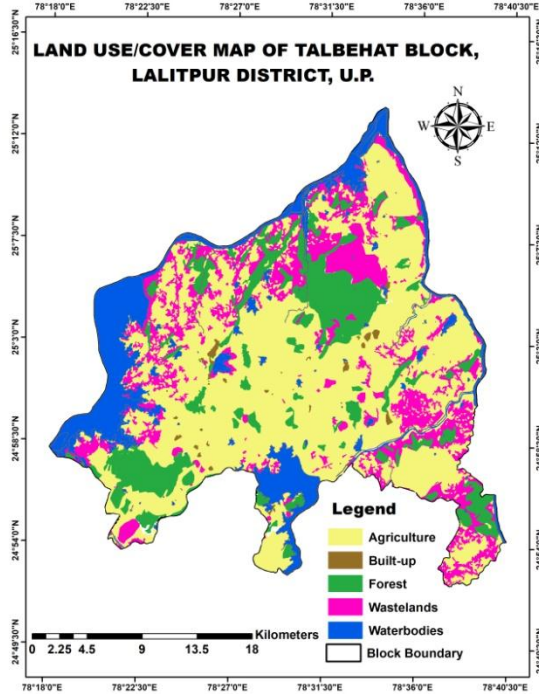 78°18'0"E 78°22'30"E 78°27'0"E 78°31'30"E 78°36'0"E 78°40'30"E
25°16'30"N
LAND USE/COVER MAP OF TALBEHAT BLOCK,
LALITPUR DISTRICT, U.P.
N
W E
S
25°12'0"N
25°7'30"N
25°3'0"N
24°58'30"N
24°54'0"N
24°49'30"N
Legend
Agriculture
Built-up
Forest
Wastelands
Waterbodies
Block Boundary
Kilometers
0 2.25 4.5 9 13.5 18
78°18'0"E 78°22'30"E 78°27'0"E 78°31'30"E 78°36'0"E 78°40'30"E